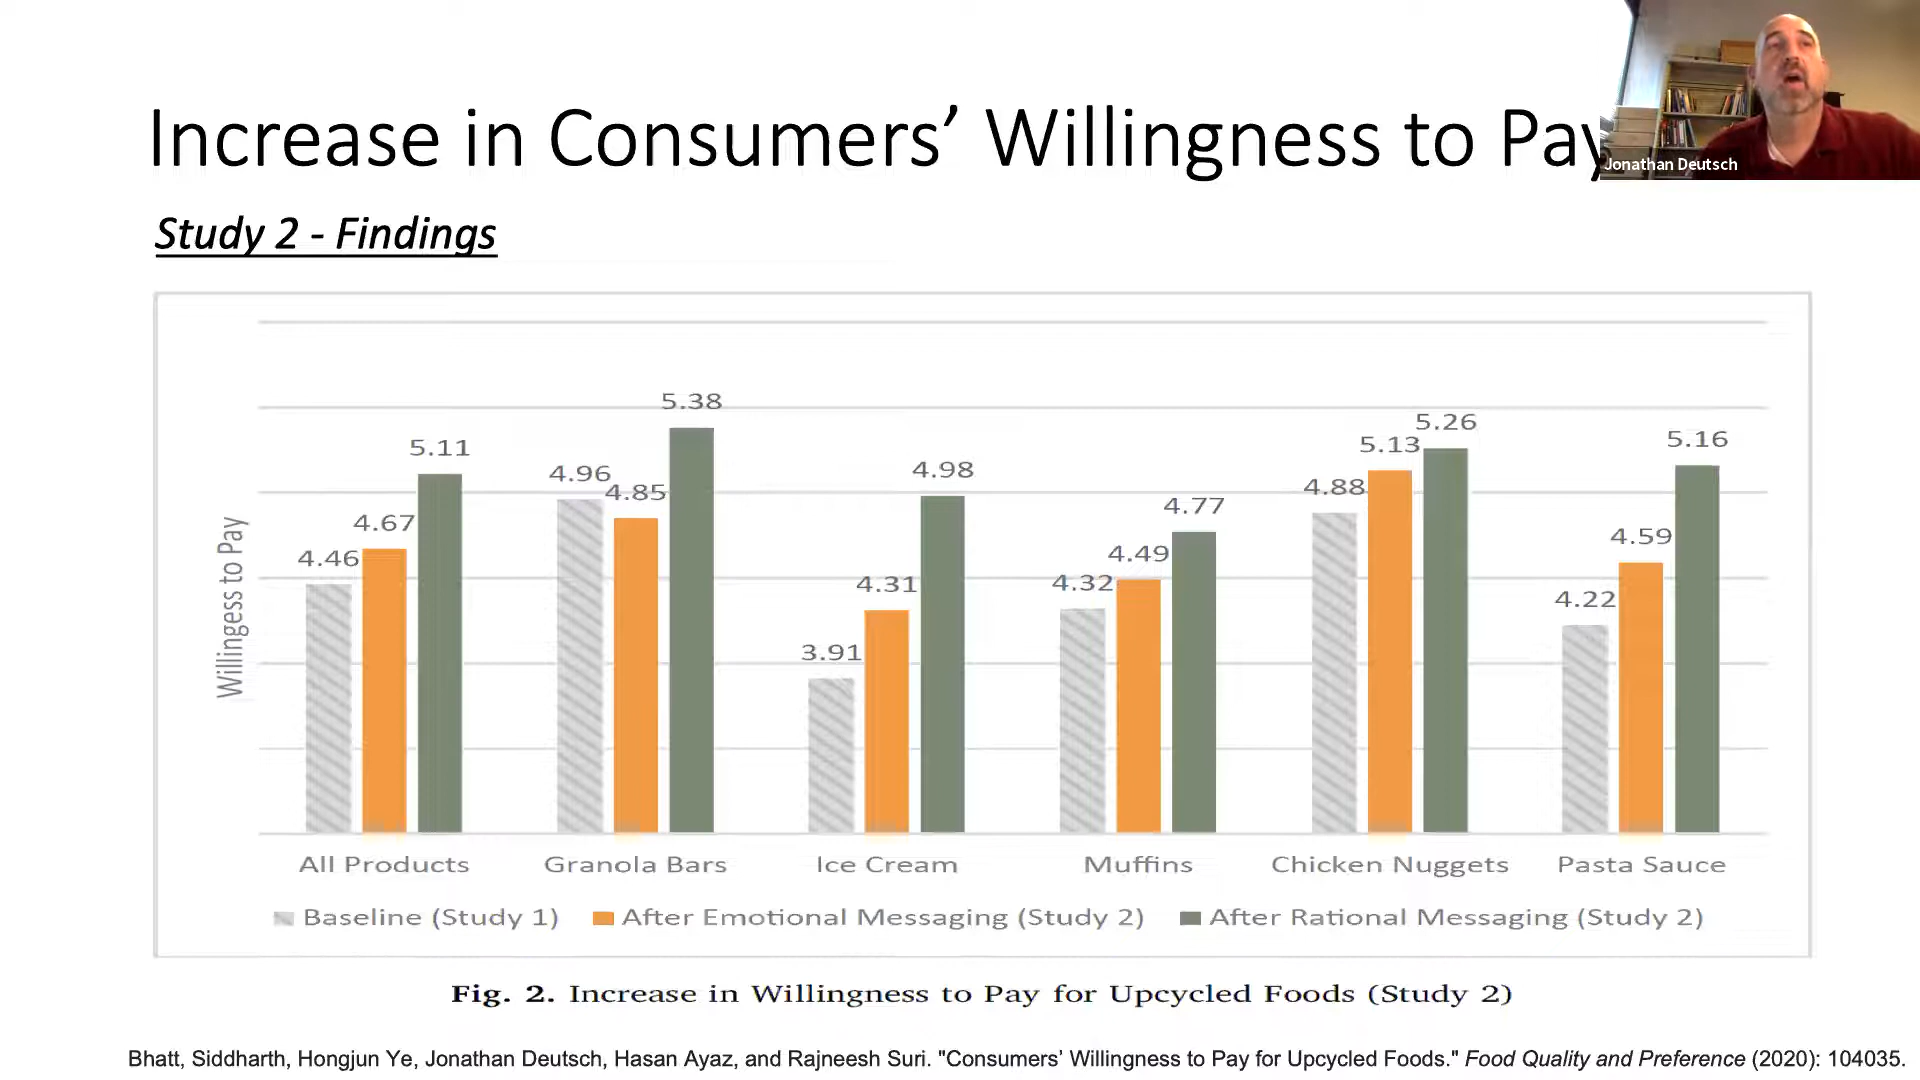 Increase in Consumers’ Willingness to Pay
Jonathan Deutsch
Study 2 - Findings
Willingess to Pay
4.46 4.67 5.11
4.96 4.85 5.38
3.91 4.31 4.98
4.32 4.49 4.77
4.88 5.13 5.26
4.22 4.59 5.16
All Products Granola Bars Ice Cream Muffins Chicken Nuggets Pasta Sauce
Baseline (Study 1) After Emotional Messaging (Study 2) After Rational Messaging (Study 2)
Fig. 2. Increase in Willingness to Pay for Upcycled Foods (Study 2)
Bhatt, Siddharth, Hongjun Ye, Jonathan Deutsch, Hasan Ayaz, and Rajneesh Suri. "Consumers’ Willingness to Pay for Upcycled Foods." Food Quality and Preference (2020): 104035.